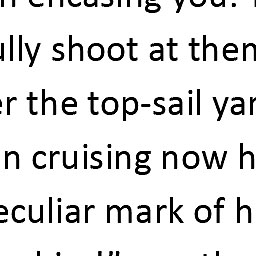 n encasing you. T
ully shoot at them
er the top-sail yar
n cruising now h
eculiar mark of h